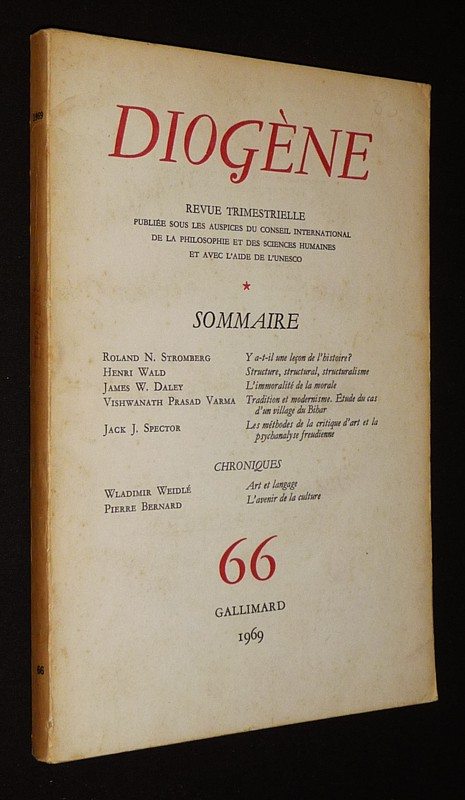 DIOGÈNE
REVUE TRIMESTRIELLE
PUBLIÉE SOUS LES AUSPICES DU CONSEIL INTERNATIONAL
DE LA PHILOSOPHIE ET DES SCIENCES HUMAINES
ET AVEC L'AIDE DE L'UNESCO
*
SOMMAIRE
ROLAND N. STROMBERG Y a-t-il une leçon de l'histoire?
HENRI WALD Structure, structural, structuralisme
JAMES W. DALEY L'immoralité de la morale
VISHWANATH PRASAD VARMA Tradition et modernisme. Etude du cas
d'un village du Bihar
JACK J. SPECTOR Les méthodes de la critique d'art et la
psychanalyse freudienne
CHRONIQUES
WLADIMIR WEIDLÉ Art et langage
PIERRE BERNARD L'avenir de la culture
66
GALLIMARD
1969
1969
66